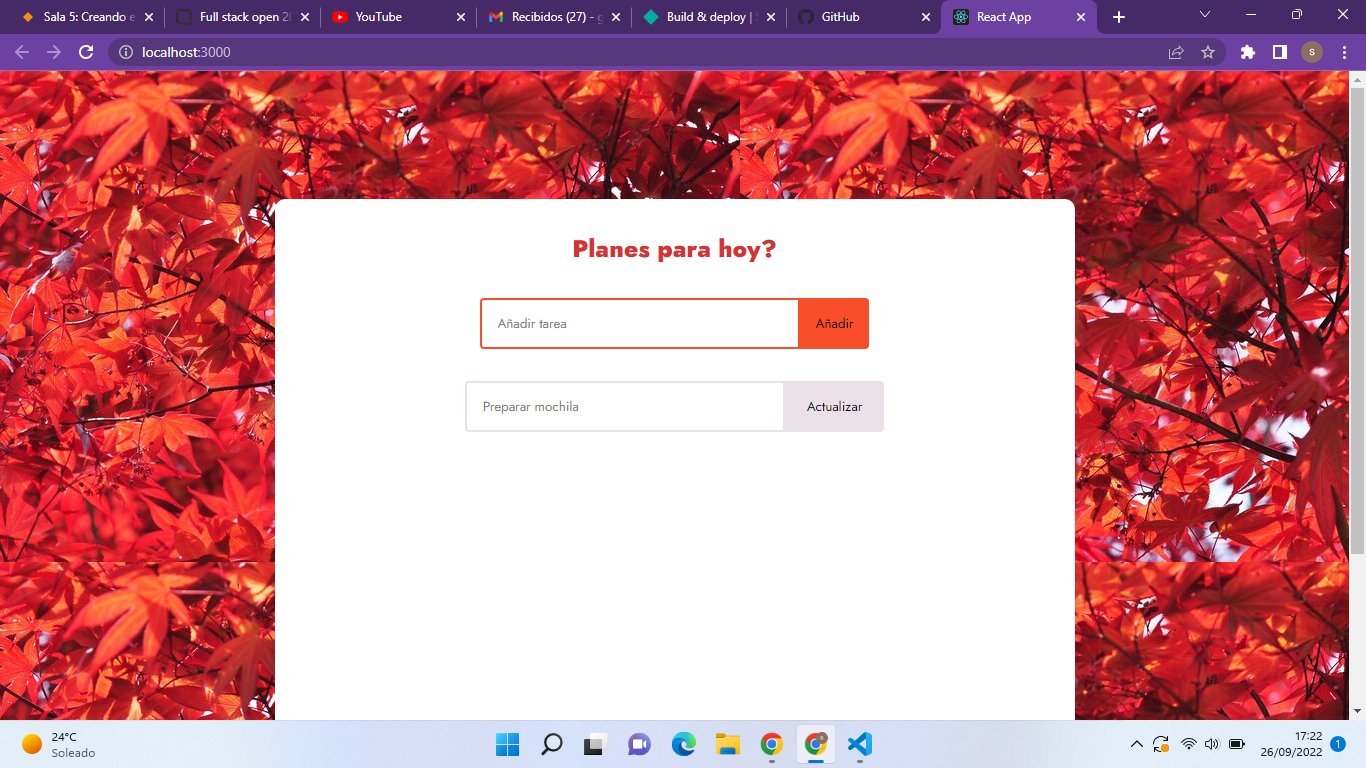 Sala 5: Creando e
Full stack open 20
YouTube
Recibidos (27) - g
Build & deploy |
GitHub
React App
localhost:3000
S
Planes para hoy?
Añadir tarea
Añadir
Preparar mochila
Actualizar
24°C
Soleado
17:22
26/09/2022
1